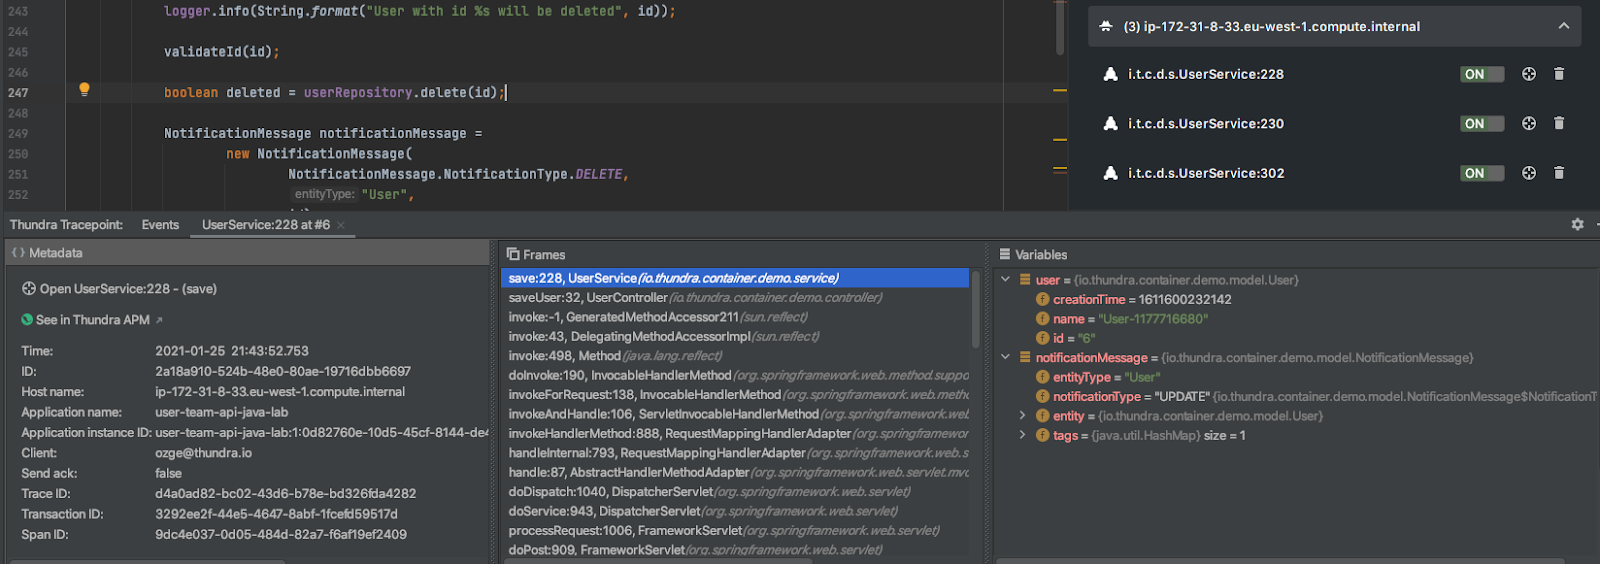 243 logger.info(String.format("User with id %s will be deleted", id));
244
245 validateId(id);
246
247 boolean deleted = userRepository.delete(id);
248
249 NotificationMessage notificationMessage =
250 new NotificationMessage(
251 NotificationMessage.NotificationType.DELETE,
252 entityType: "User",
(3) ip-172-31-8-33.eu-west-1.compute.internal
i.t.c.d.s.UserService:228 ON
i.t.c.d.s.UserService:230 ON
i.t.c.d.s.UserService:302 ON
Thundra Tracepoint: Events UserService:228 at #6 ×
{ } Metadata
Open UserService:228 - (save)
See in Thundra APM ↗
Time: 2021-01-25 21:43:52.753
ID: 2a18a910-524b-48e0-80ae-19716dbb6697
Host name: ip-172-31-8-33.eu-west-1.compute.internal
Application name: user-team-api-java-lab
Application instance ID: user-team-api-java-lab:1:0d82760e-10d5-45cf-8144-de4
Client: ozge@thundra.io
Send ack: false
Trace ID: d4a0ad82-bc02-43d6-b78e-bd326fda4282
Transaction ID: 3292ee2f-44e5-4647-8abf-1fcefd59517d
Span ID: 9dc4e037-0d05-484d-82a7-f6af19ef2409
Frames
save:228, UserService (io.thundra.container.demo.service)
saveUser:32, UserController (io.thundra.container.demo.controller)
invoke:-1, GeneratedMethodAccessor211 (sun.reflect)
invoke:43, DelegatingMethodAccessorImpl (sun.reflect)
invoke:498, Method (java.lang.reflect)
doInvoke:190, InvocableHandlerMethod (org.springframework.web.method.suppo
invokeForRequest:138, InvocableHandlerMethod (org.springframework.web.metho
invokeAndHandle:106, ServletInvocableHandlerMethod (org.springframework.web
invokeHandlerMethod:888, RequestMappingHandlerAdapter (org.springframewor
handleInternal:793, RequestMappingHandlerAdapter (org.springframework.web.
handle:87, AbstractHandlerMethodAdapter (org.springframework.web.servlet.mvc
doDispatch:1040, DispatcherServlet (org.springframework.web.servlet)
doService:943, DispatcherServlet (org.springframework.web.servlet)
processRequest:1006, FrameworkServlet (org.springframework.web.servlet)
doPost:909, FrameworkServlet (org.springframework.web.servlet)
Variables
user = {io.thundra.container.demo.model.User}
f creationTime = 1611600232142
f name = "User-1177716680"
f id = "6"
notificationMessage = {io.thundra.container.demo.model.NotificationMessage}
f entityType = "User"
f notificationType = "UPDATE" {io.thundra.container.demo.model.NotificationMessage$NotificationT
f entity = {io.thundra.container.demo.model.User}
f tags = {java.util.HashMap} size = 1